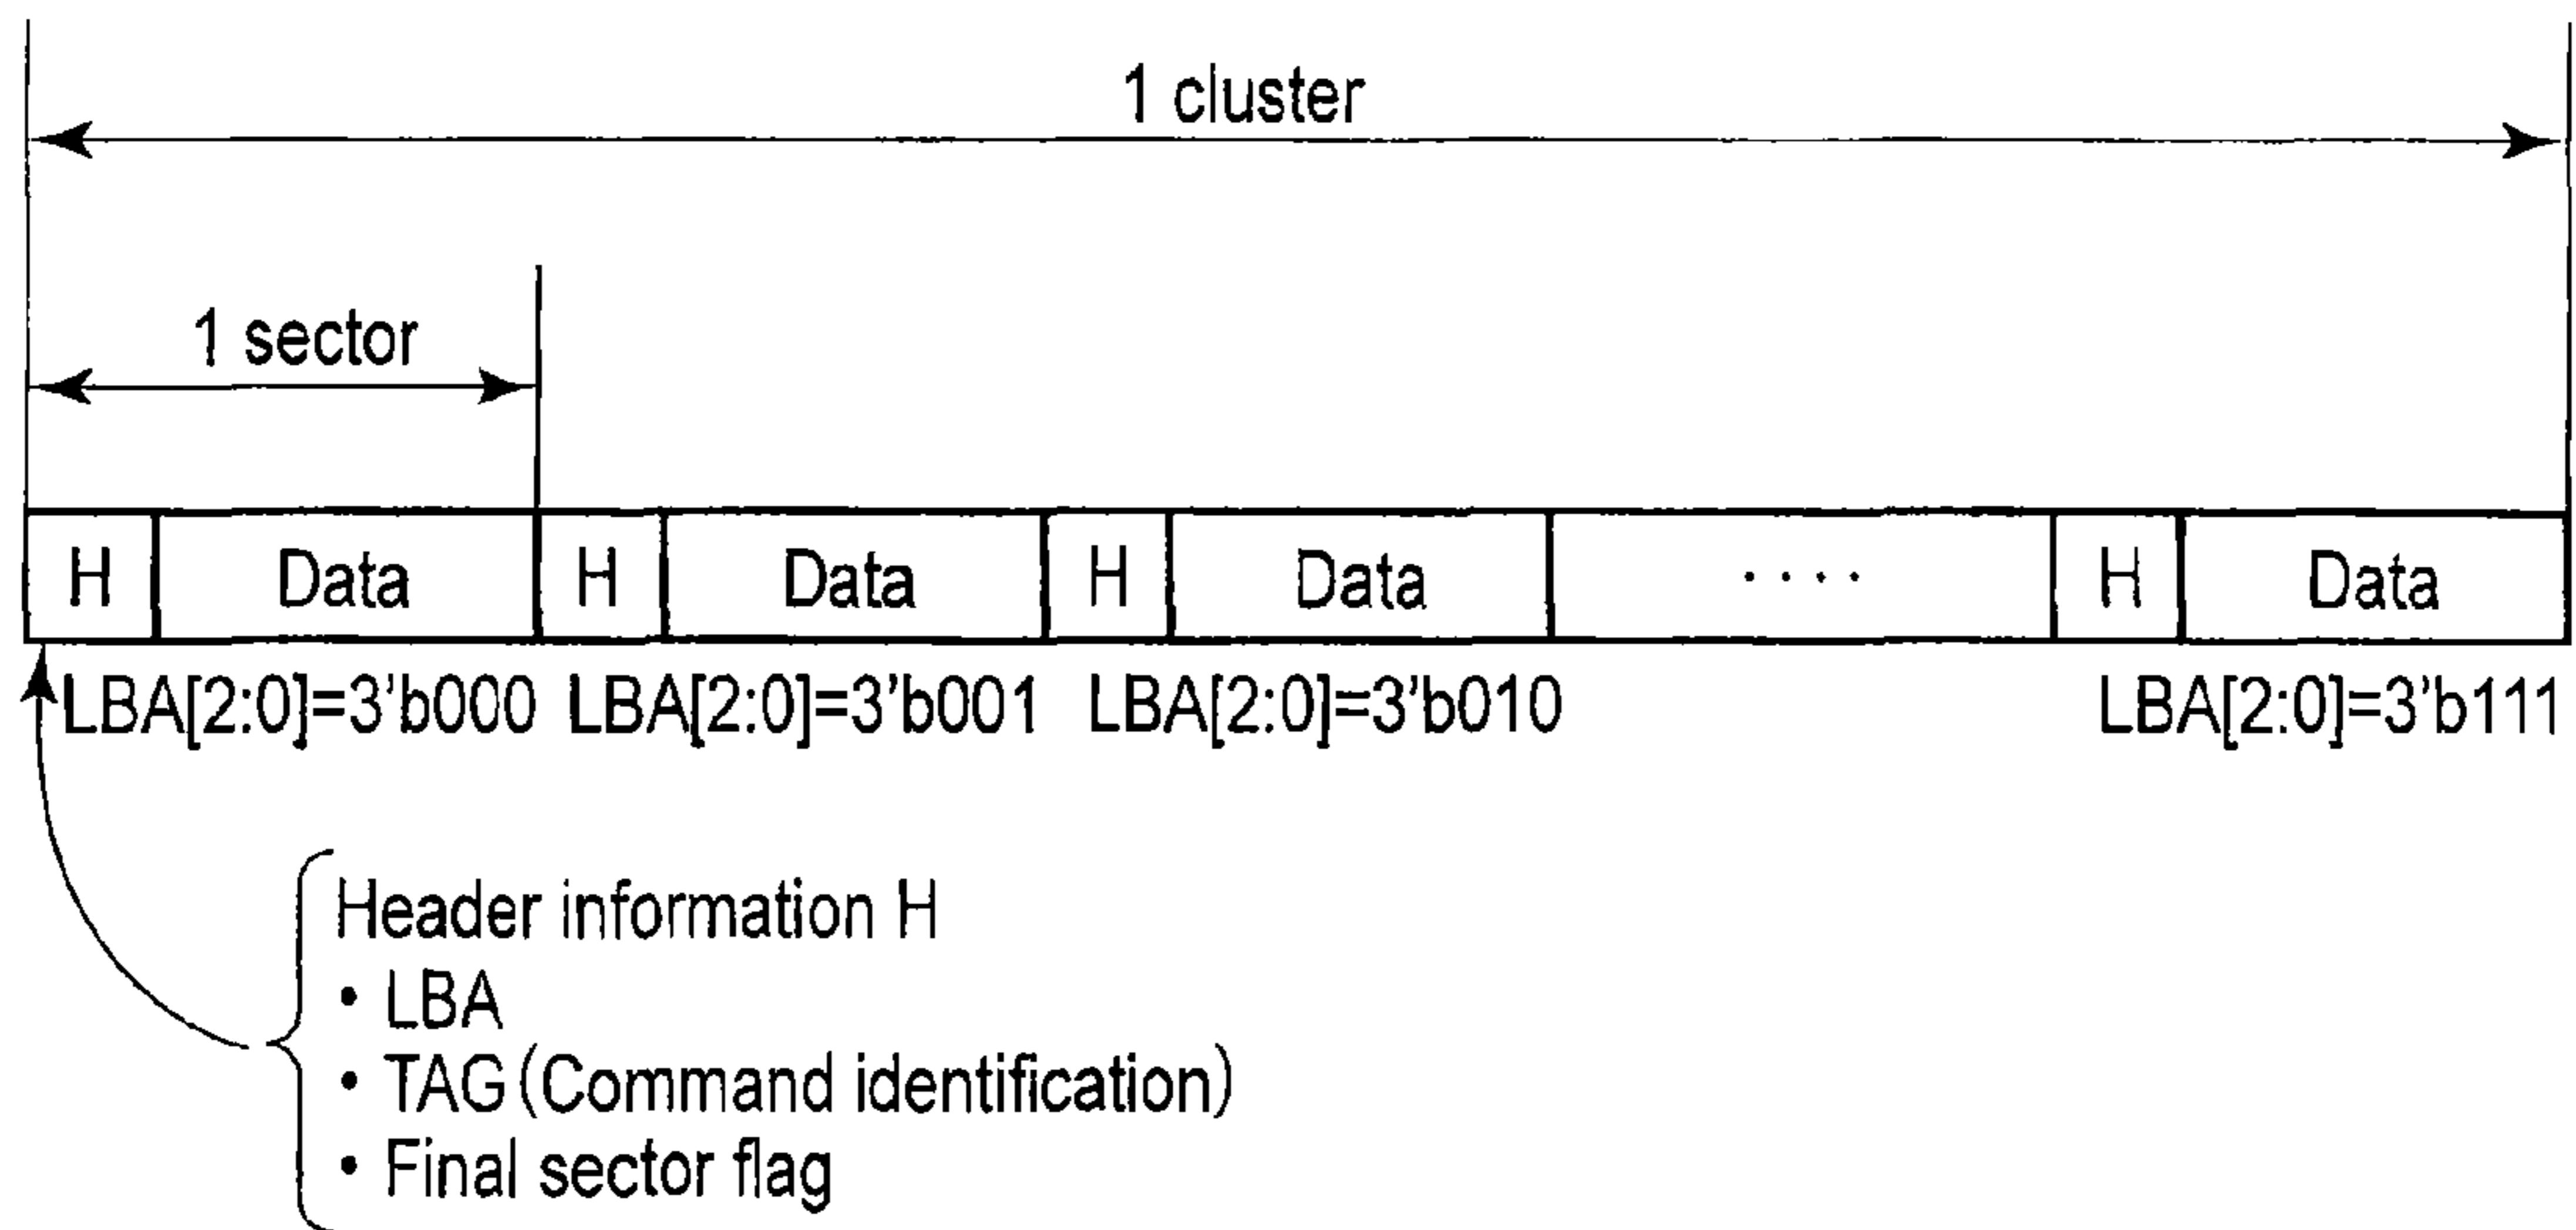 1 cluster
1 sector
H Data H Data H Data ···· H Data
LBA[2:0]=3'b000 LBA[2:0]=3'b001 LBA[2:0]=3'b010 LBA[2:0]=3'b111
Header information H
• LBA
• TAG(Command identification)
• Final sector flag